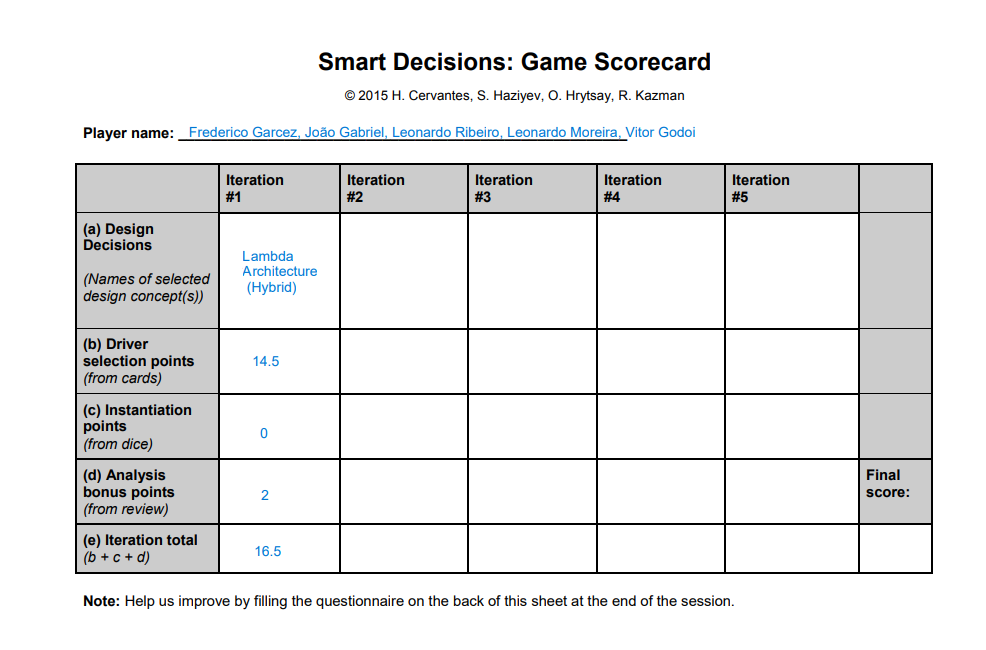 Smart Decisions: Game Scorecard
© 2015 H. Cervantes, S. Haziyev, O. Hrytsay, R. Kazman
Player name: Frederico Garcez, João Gabriel, Leonardo Ribeiro, Leonardo Moreira, Vitor Godoi
Iteration #1
Iteration #2
Iteration #3
Iteration #4
Iteration #5
(a) Design
Decisions
(Names of selected
design concept(s))
Lambda
Architecture
(Hybrid)
(b) Driver
selection points
(from cards)
14.5
(c) Instantiation
points
(from dice)
0
(d) Analysis
bonus points
(from review)
2
Final
score:
(e) Iteration total
(b + c + d)
16.5
Note: Help us improve by filling the questionnaire on the back of this sheet at the end of the session.